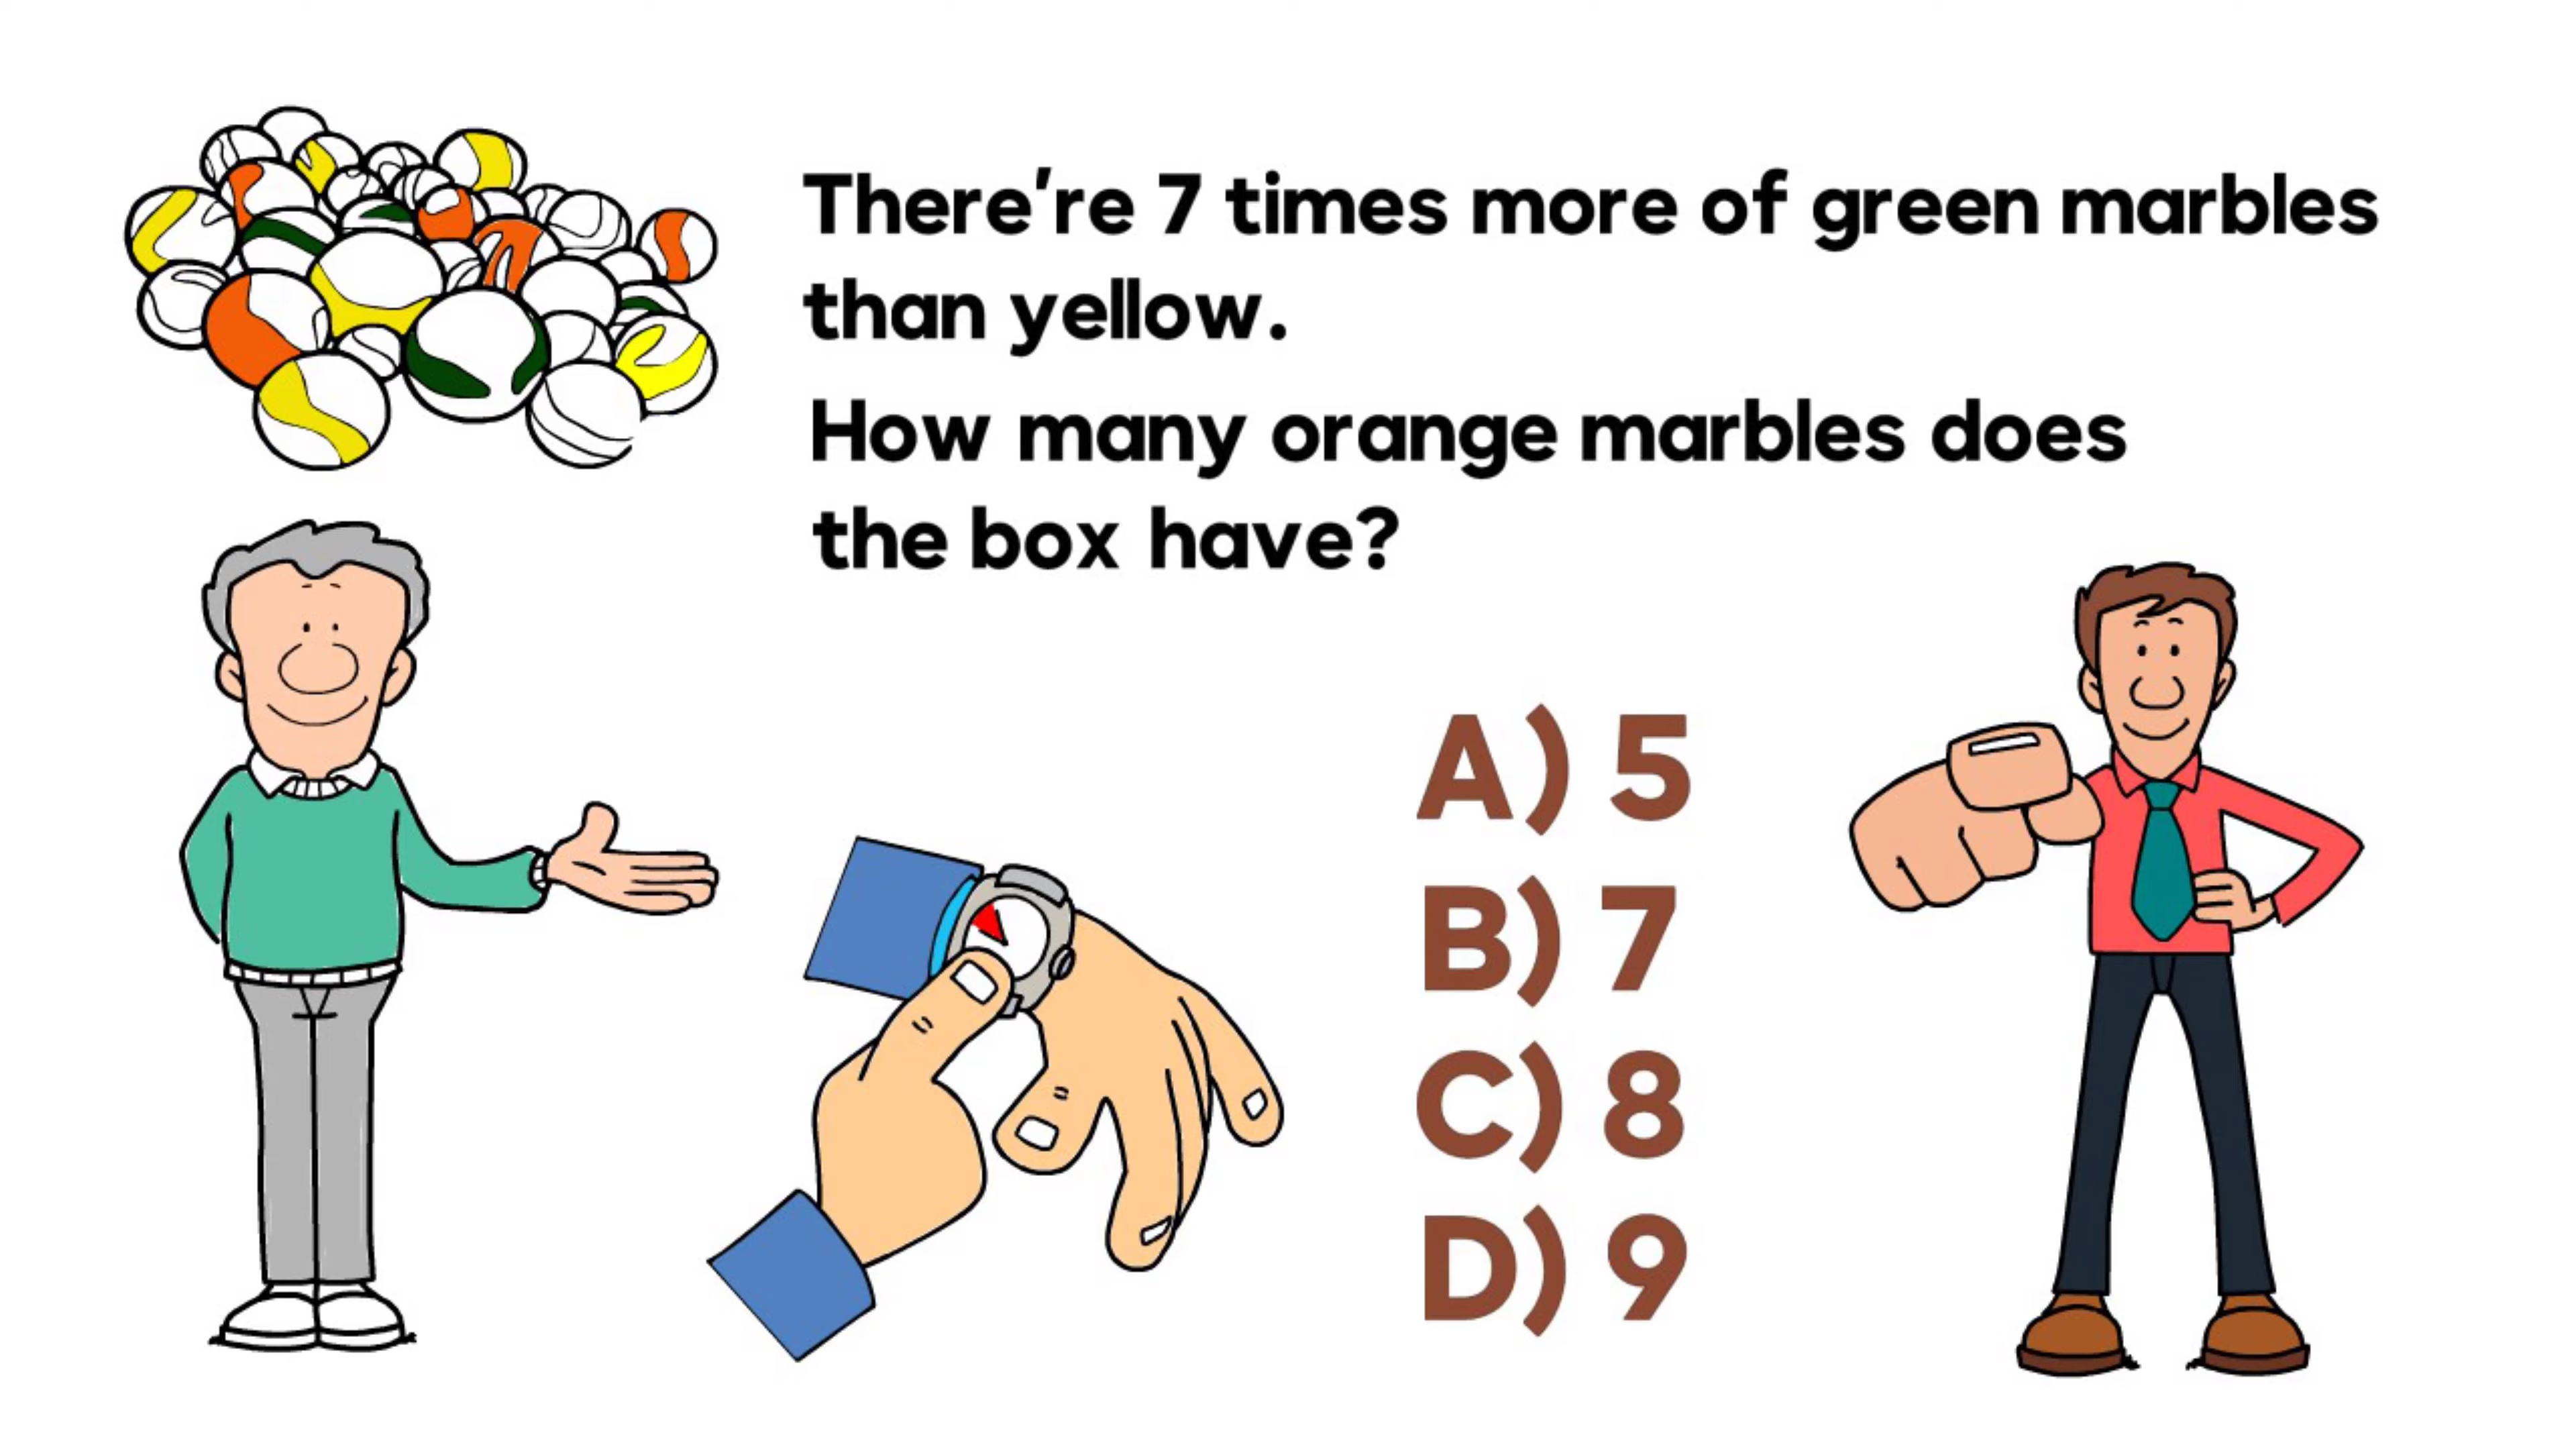 There're 7 times more of green marbles
than yellow.
How many orange marbles does
the box have?
A) 5
B) 7
C) 8
D) 9